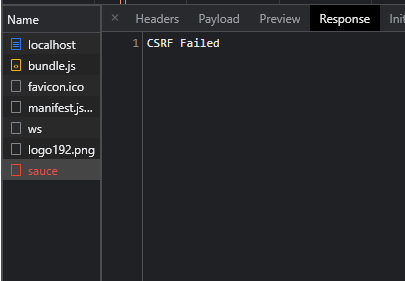 Name
× Headers Payload Preview Response Init
localhost
bundle.js
favicon.ico
manifest.js...
ws
logo192.png
sauce
1 CSRF Failed